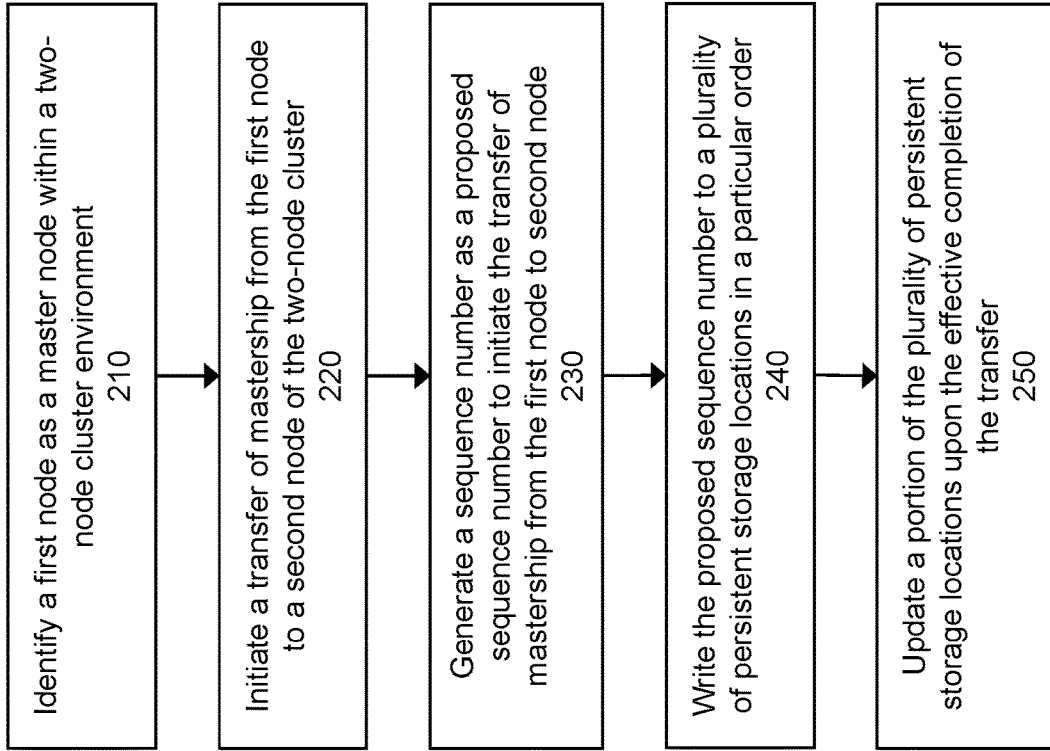 Identify a first node as a master node within a two-
node cluster environment
210
Initiate a transfer of mastership from the first node
to a second node of the two-node cluster
220
Generate a sequence number as a proposed
sequence number to initiate the transfer of
mastership from the first node to second node
230
Write the proposed sequence number to a plurality
of persistent storage locations in a particular order
240
Update a portion of the plurality of persistent
storage locations upon the effective completion of
the transfer
250